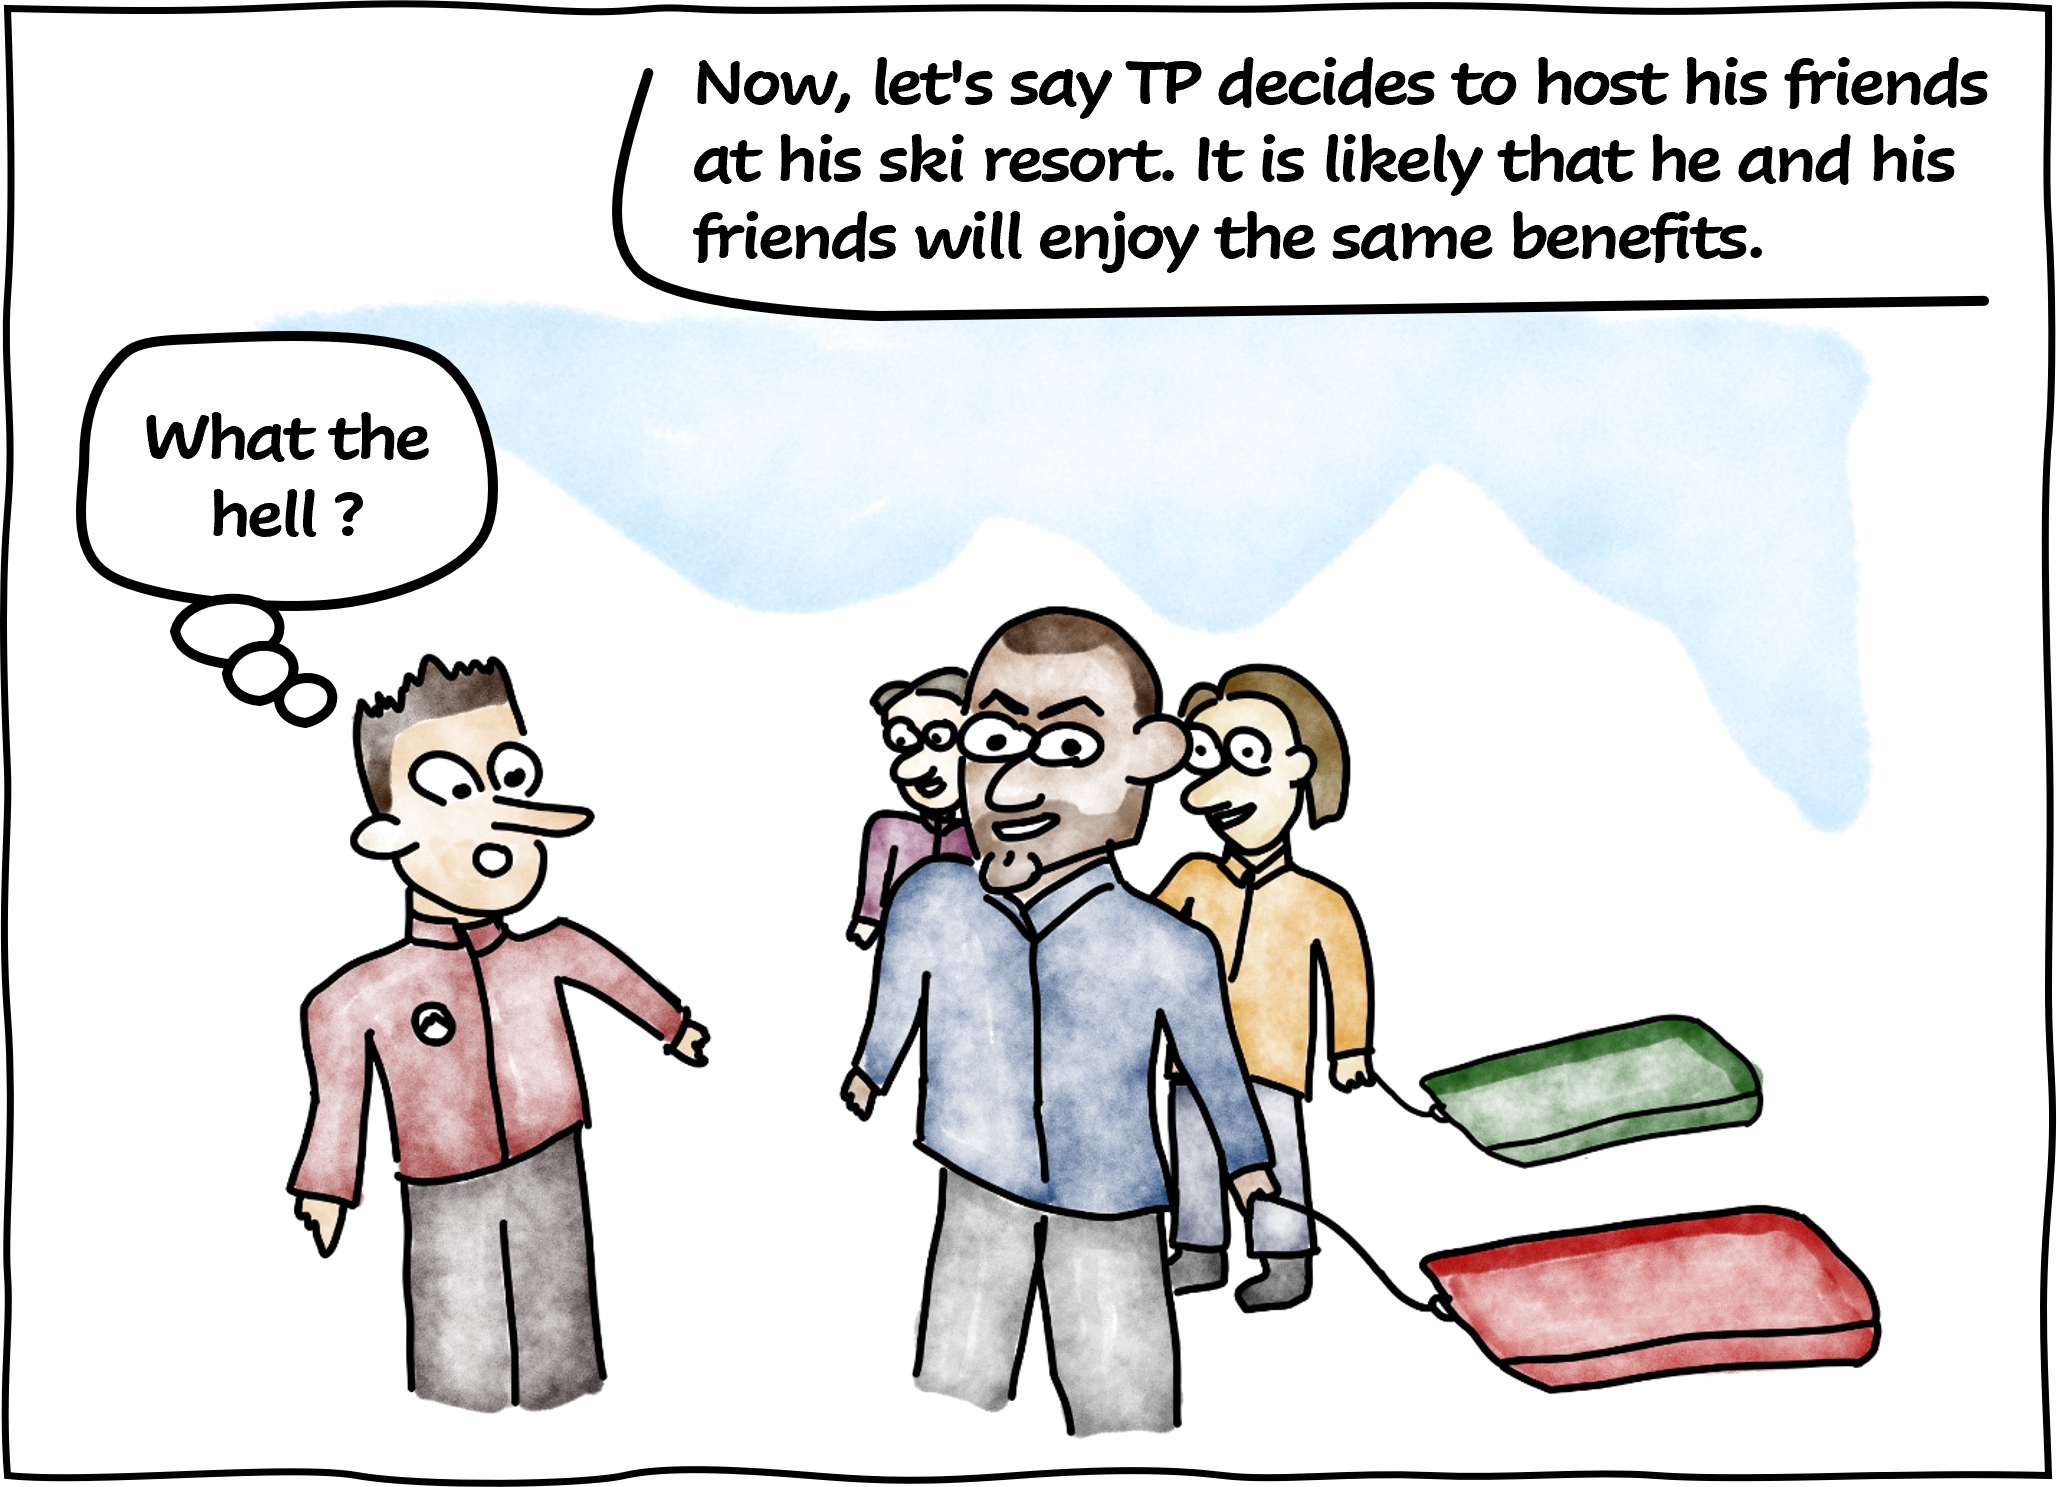 Now, let's say TP decides to host his friends
at his ski resort. It is likely that he and his
friends will enjoy the same benefits.
What the
hell ?